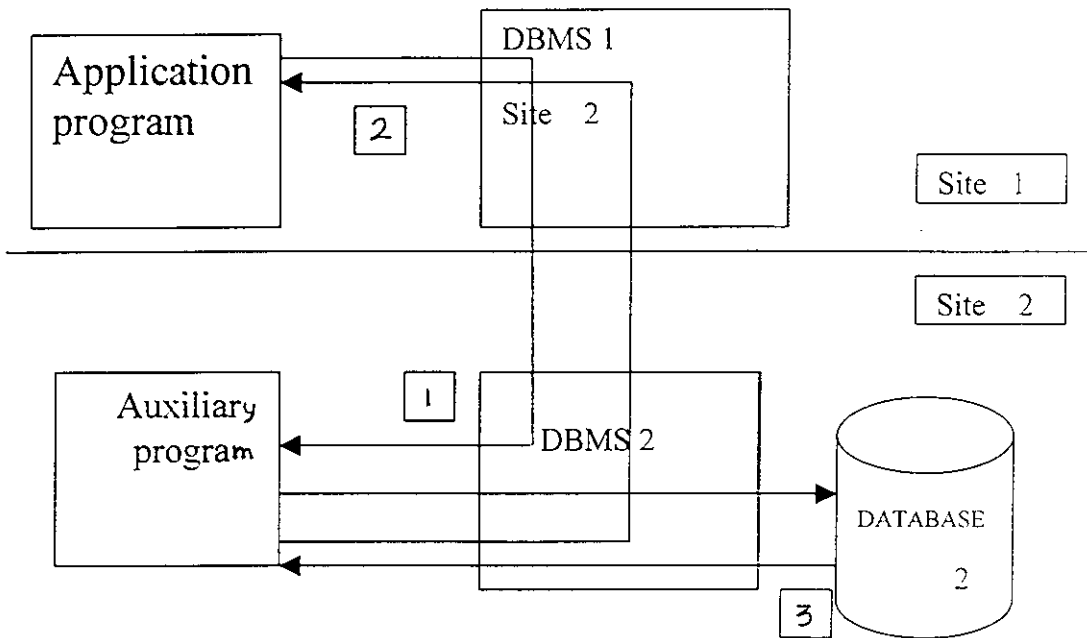 Application
program
DBMS 1
Site 2
2
Site 1
Site 2
1
Auxiliary
program
DBMS 2
DATABASE
2
3